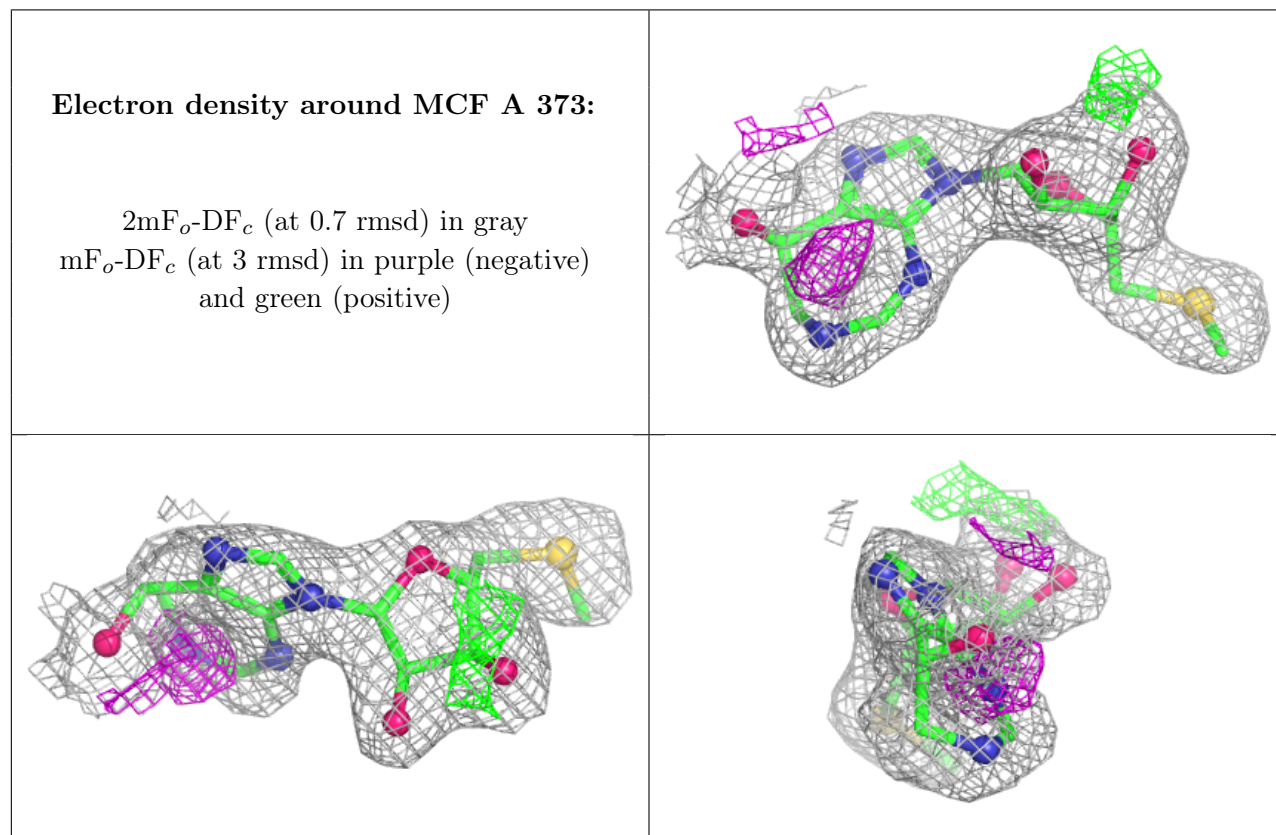 Electron density around MCF A 373:
2mFo-DFc (at 0.7 rmsd) in gray
mFo-DFc (at 3 rmsd) in purple (negative)
and green (positive)